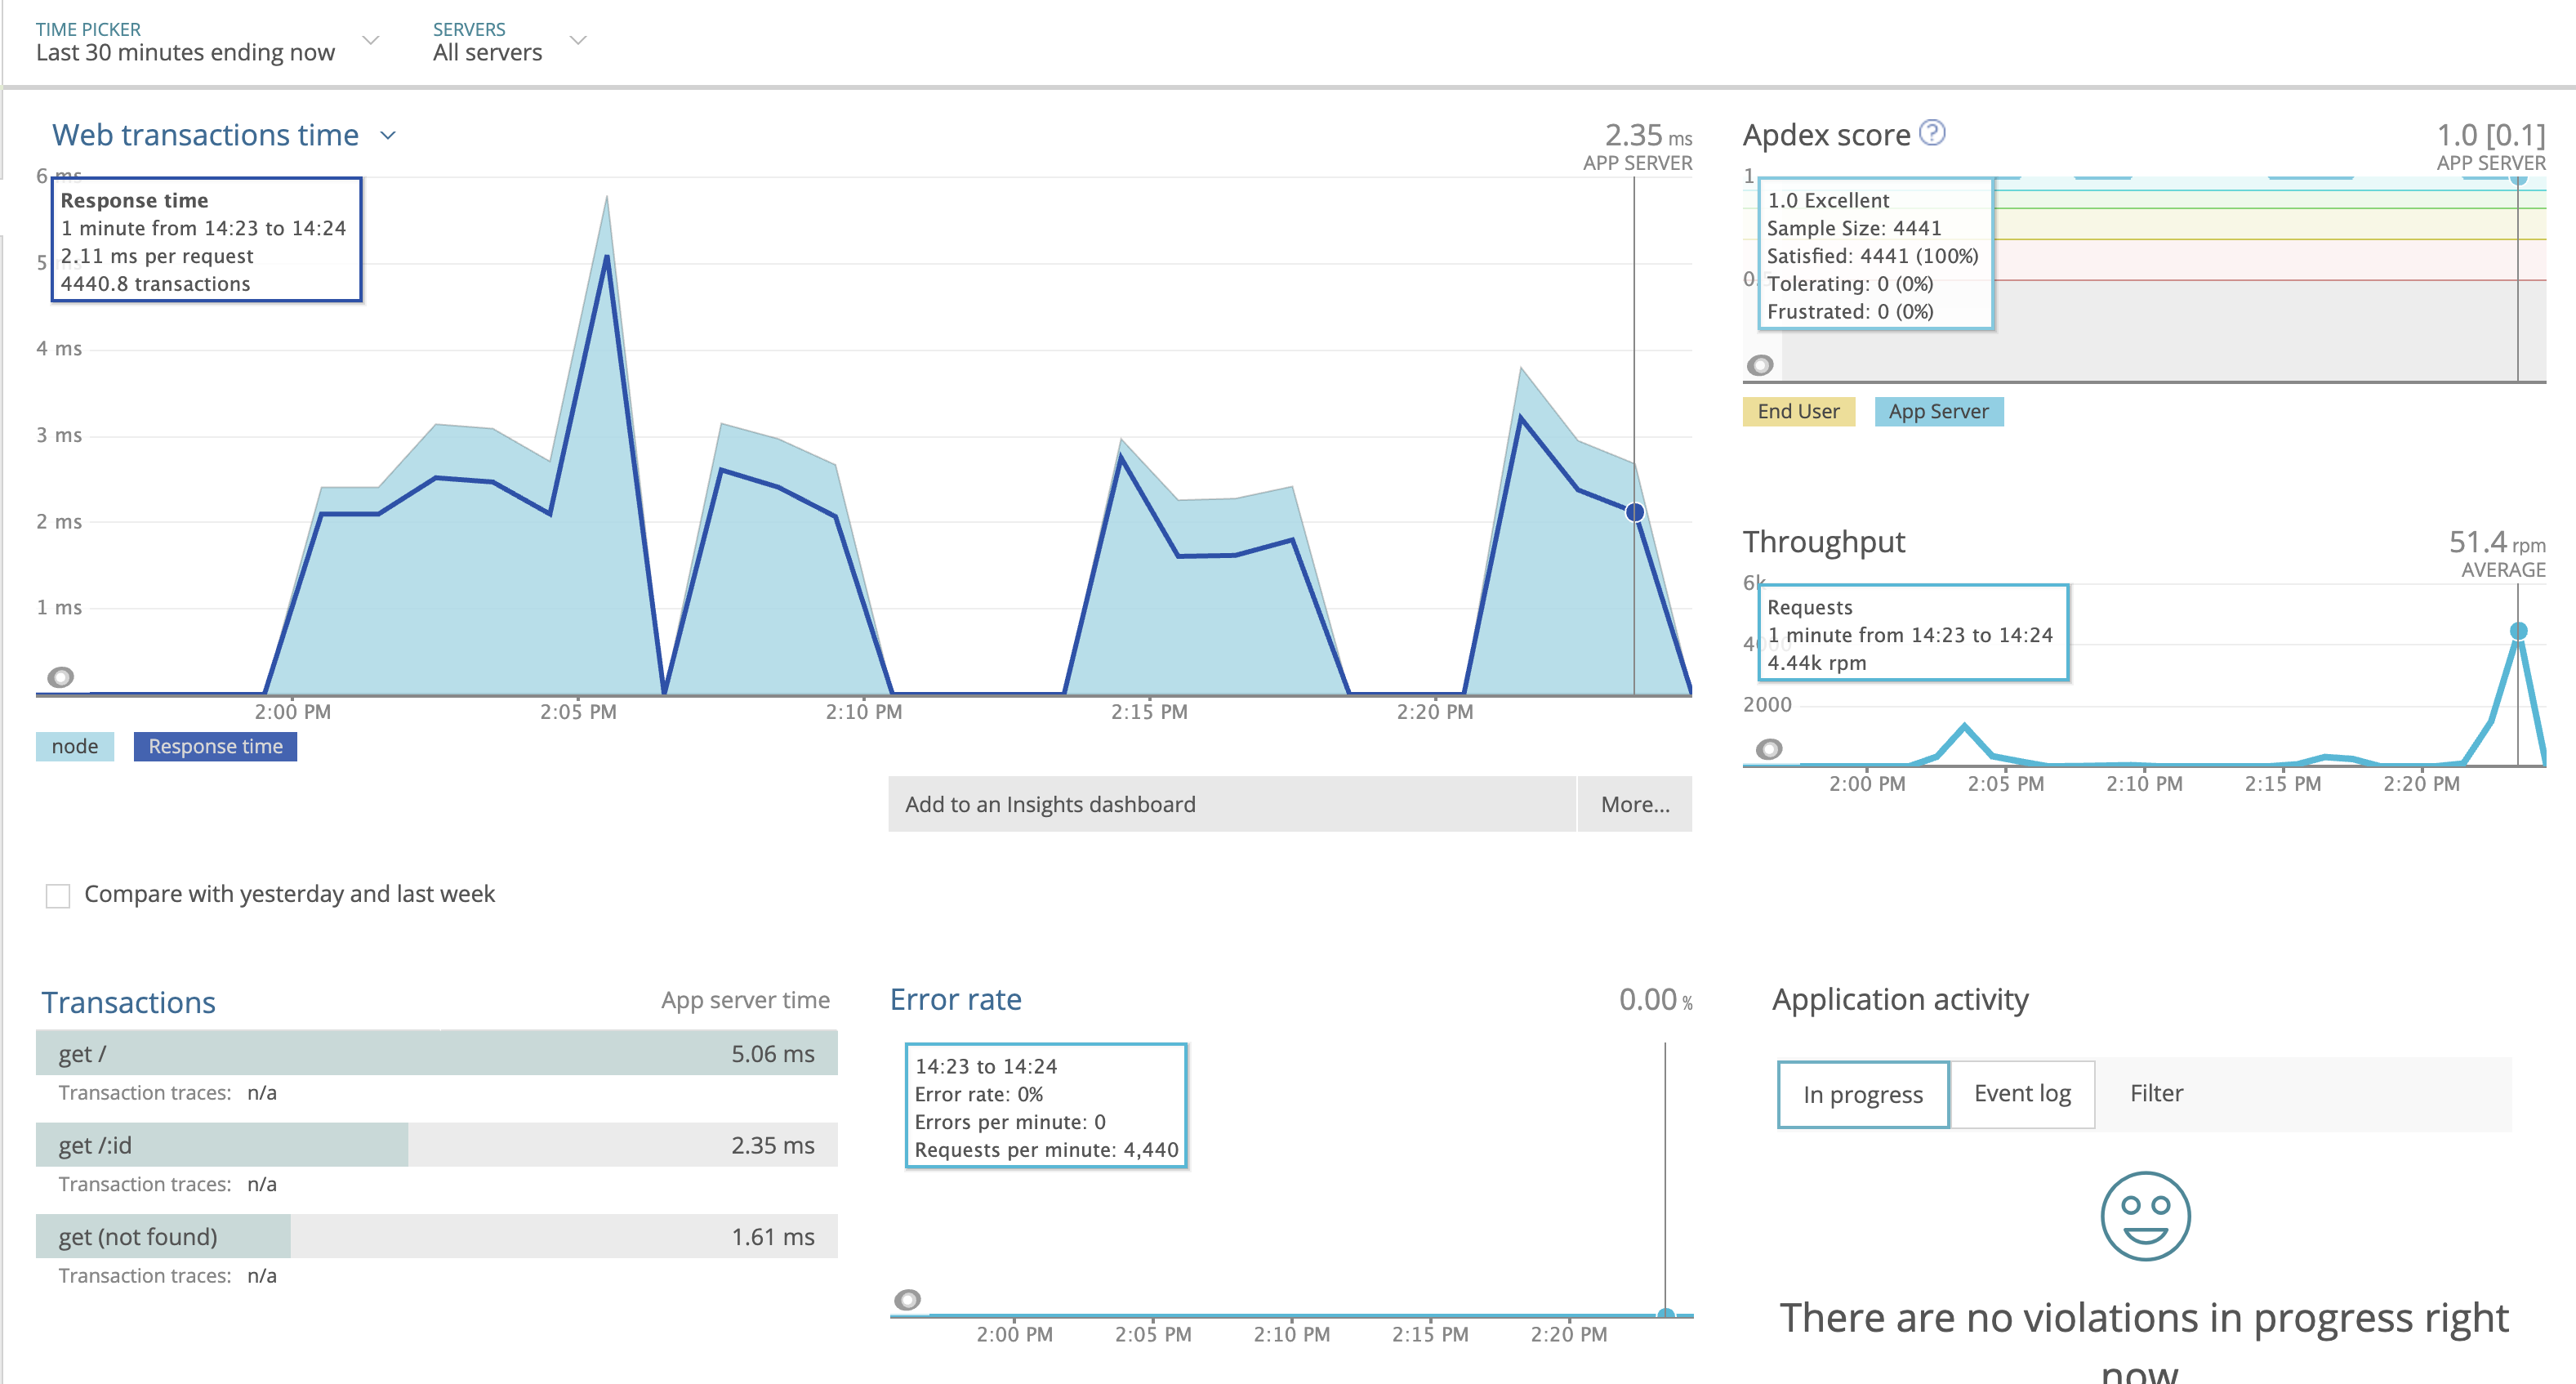 TIME PICKER
Last 30 minutes ending now
SERVERS
All servers
Web transactions time
2.35 ms
APP SERVER
6 ms
5
4 ms
3 ms
2 ms
1 ms
Response time
1 minute from 14:23 to 14:24
2.11 ms per request
4440.8 transactions
2:00 PM 2:05 PM 2:10 PM 2:15 PM 2:20 PM
node Response time
Add to an Insights dashboard More...
Compare with yesterday and last week
Apdex score ?
1.0 [0.1]
APP SERVER
1
1.0 Excellent
Sample Size: 4441
Satisfied: 4441 (100%)
Tolerating: 0 (0%)
Frustrated: 0 (0%)
End User App Server
Throughput
51.4 rpm
AVERAGE
6k
2000
Requests
1 minute from 14:23 to 14:24
4.44k rpm
2:00 PM 2:05 PM 2:10 PM 2:15 PM 2:20 PM
Transactions App server time
get / 5.06 ms
Transaction traces: n/a
get /:id 2.35 ms
Transaction traces: n/a
get (not found) 1.61 ms
Transaction traces: n/a
Error rate 0.00 %
14:23 to 14:24
Error rate: 0%
Errors per minute: 0
Requests per minute: 4,440
2:00 PM 2:05 PM 2:10 PM 2:15 PM 2:20 PM
Application activity
In progress Event log Filter
There are no violations in progress right
now